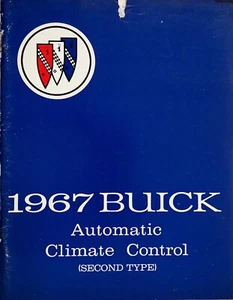 1967 BUICK
Automatic
Climate Control
(SECOND TYPE)